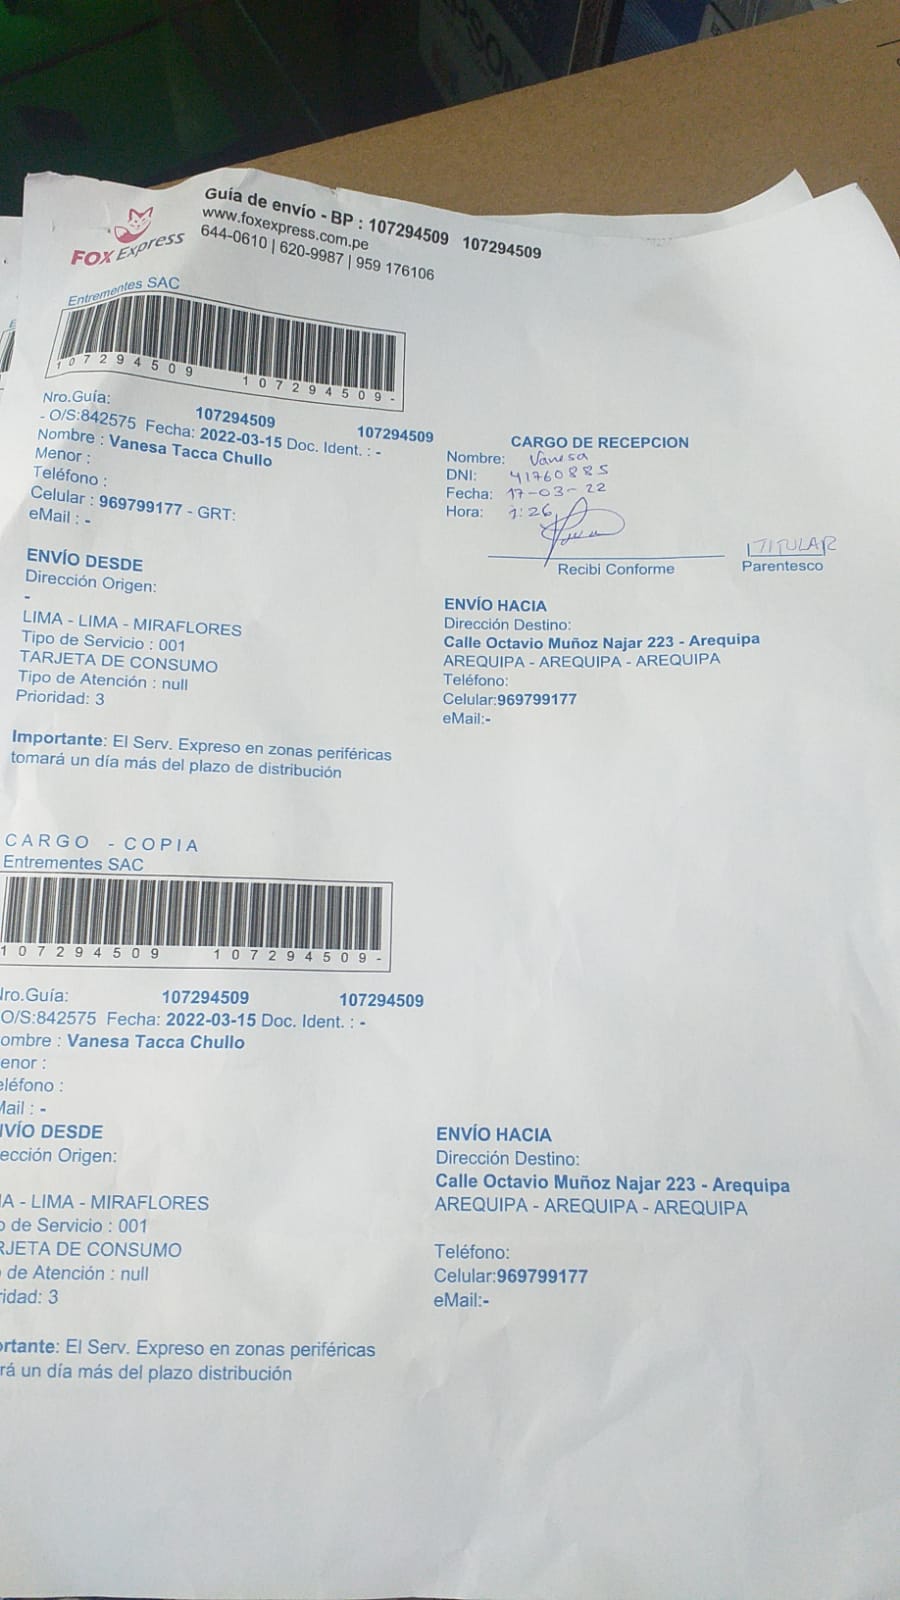 PSON
Guía de envío - BP : 107294509 107294509
www.foxexpress.com.pe
644-0610 | 620-9987 | 959 176106
FOX Express
Entrementes SAC
107294509 107294509-
Nro.Guía: 107294509 107294509
- O/S:842575 Fecha: 2022-03-15 Doc. Ident. : -
Nombre : Vanesa Tacca Chullo
Menor :
Teléfono :
Celular : 969799177 - GRT:
eMail : -
CARGO DE RECEPCION
Nombre: Vanesa
DNI: 41760885
Fecha: 17-03-22
Hora: 1:26
Recibi Conforme
TITULAR
Parentesco
ENVÍO DESDE
Dirección Origen:
-
LIMA - LIMA - MIRAFLORES
Tipo de Servicio : 001
TARJETA DE CONSUMO
Tipo de Atención : null
Prioridad: 3
ENVÍO HACIA
Dirección Destino:
Calle Octavio Muñoz Najar 223 - Arequipa
AREQUIPA - AREQUIPA - AREQUIPA
Teléfono:
Celular:969799177
eMail:-
Importante: El Serv. Expreso en zonas periféricas
tomará un día más del plazo de distribución
CARGO - COPIA
Entrementes SAC
107294509 107294509-
Nro.Guía: 107294509 107294509
O/S:842575 Fecha: 2022-03-15 Doc. Ident. : -
ombre : Vanesa Tacca Chullo
enor :
eléfono :
Mail : -
VÍO DESDE
ección Origen:
A - LIMA - MIRAFLORES
o de Servicio : 001
RJETA DE CONSUMO
de Atención : null
ridad: 3
ENVÍO HACIA
Dirección Destino:
Calle Octavio Muñoz Najar 223 - Arequipa
AREQUIPA - AREQUIPA - AREQUIPA
Teléfono:
Celular:969799177
eMail:-
ortante: El Serv. Expreso en zonas periféricas
rá un día más del plazo distribución